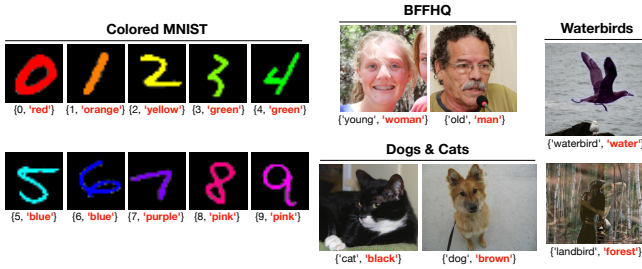 Colored MNIST
{0, 'red'} {1, 'orange'} {2, 'yellow'} {3, 'green'} {4, 'green'}
{5, 'blue'} {6, 'blue'} {7, 'purple'} {8, 'pink'} {9, 'pink'}
BFFHQ
{'young', 'woman'} {'old', 'man'}
Dogs & Cats
{'cat', 'black'} {'dog', 'brown'}
Waterbirds
{'waterbird', 'water'}
{'landbird', 'forest'}